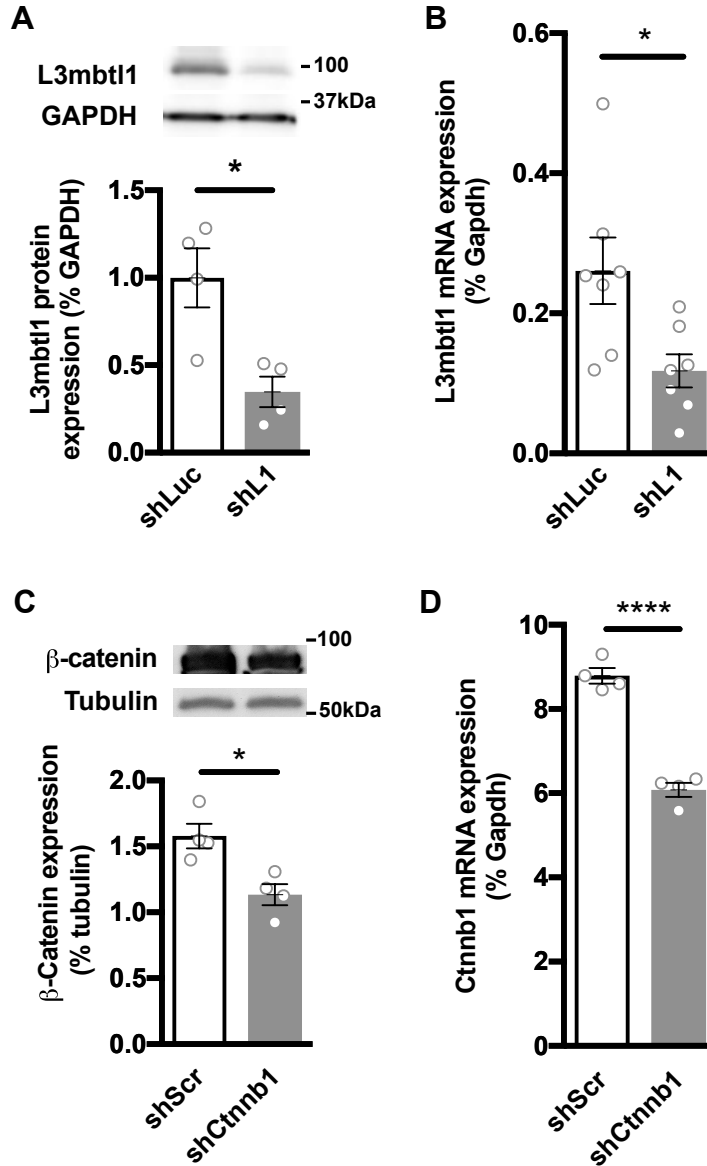 A
L3mbtl1
-100
GAPDH
-37kDa
*
L3mbtl1 protein
expression (% GAPDH)
1.5
1.0
0.5
0.0
shLuc
shL1
B
*
L3mbtl1 mRNA expression
(% Gapdh)
0.6
0.4
0.2
0.0
shLuc
shL1
C
β-catenin
-100
Tubulin
-50kDa
*
β-Catenin expression
(% tubulin)
2.0
1.5
1.0
0.5
0.0
shScr
shCtnnb1
D
****
Ctnnb1 mRNA expression
(% Gapdh)
10
8
6
4
2
0
shScr
shCtnnb1